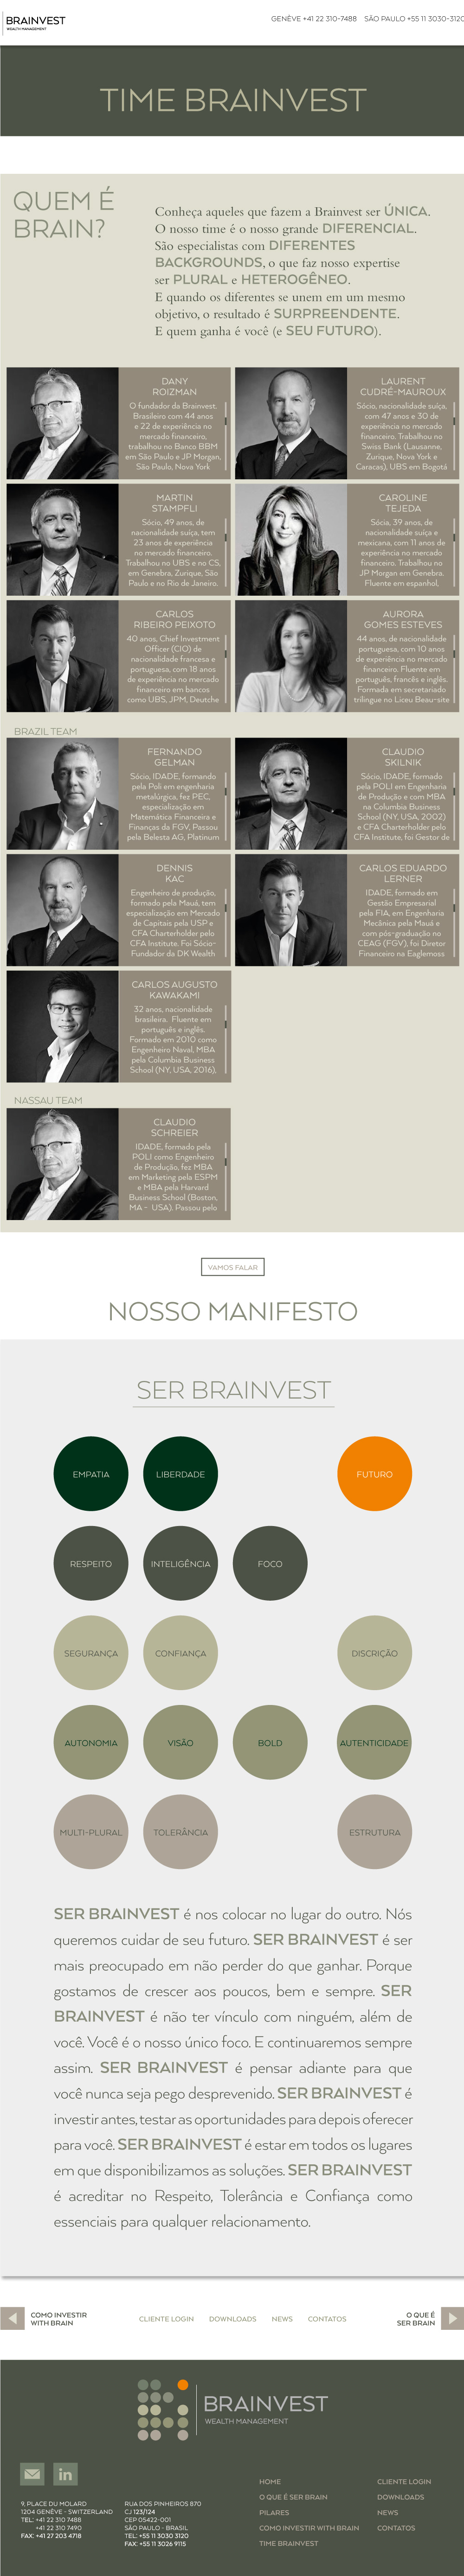 BRAINVEST
WEALTH MANAGEMENT
GENÈVE +41 22 310-7488 SÃO PAULO +55 11 3030-3120
TIME BRAINVEST
QUEM É
BRAIN?
Conheça aqueles que fazem a Brainvest ser ÚNICA.
O nosso time é o nosso grande DIFERENCIAL.
São especialistas com DIFERENTES
BACKGROUNDS, o que faz nosso expertise
ser PLURAL e HETEROGÊNEO.
E quando os diferentes se unem em um mesmo
objetivo, o resultado é SURPREENDENTE.
E quem ganha é você (e SEU FUTURO).
DANY
ROIZMAN
O fundador da Brainvest,
Brasileiro com 44 anos
e 22 de experiência no
mercado financeiro,
trabalhou no Banco BBM
em São Paulo e JP Morgan,
São Paulo, Nova York
LAURENT
CUDRÉ-MAUROUX
Sócio, nacionalidade suíça,
com 47 anos e 30 de
experiência no mercado
financeiro. Trabalhou no
Swiss Bank (Lausanne,
Zurique, Nova York e
Caracas), UBS em Bogotá
MARTIN
STAMPFLI
Sócio, 49 anos, de
nacionalidade suíça, tem
23 anos de experiência
no mercado financeiro.
Trabalhou no UBS e no CS,
em Genebra, Zurique, São
Paulo e no Rio de Janeiro.
CAROLINE
TEJEDA
Sócia, 39 anos, de
nacionalidade suíça e
mexicana, com 11 anos de
experiência no mercado
financeiro. Trabalhou no
JP Morgan em Genebra.
Fluente em espanhol,
CARLOS
RIBEIRO PEIXOTO
40 anos, Chief Investment
Officer (CIO) de
nacionalidade francesa e
portuguesa, com 18 anos
de experiência no mercado
financeiro em bancos
como UBS, JPM, Deutche
AURORA
GOMES ESTEVES
44 anos, de nacionalidade
portuguesa, com 10 anos
de experiência no mercado
financeiro. Fluente em
português, francês e inglês.
Formada em secretariado
trilingue no Liceu Beau-site
BRAZIL TEAM
FERNANDO
GELMAN
Sócio, IDADE, formando
pela Poli em engenharia
metalúrgica, fez PEC,
especialização em
Matemática Financeira e
Finanças da FGV, Passou
pela Belesta AG, Platinum
CLAUDIO
SKILNIK
Sócio, IDADE, formado
pela POLI em Engenharia
de Produção e com MBA
na Columbia Business
School (NY, USA, 2002)
e CFA Charterholder pelo
CFA Institute, foi Gestor de
DENNIS
KAC
Engenheiro de produção,
formado pela Mauá, tem
especialização em Mercado
de Capitais pela USP e
CFA Charterholder pelo
CFA Institute. Foi Sócio-
Fundador da DK Wealth
CARLOS EDUARDO
LERNER
IDADE, formado em
Gestão Empresarial
pela FIA, em Engenharia
Mecânica pela Mauá e
com pós-graduação no
CEAG (FGV), foi Diretor
Financeiro na Eaglemoss
CARLOS AUGUSTO
KAWAKAMI
32 anos, nacionalidade
brasileira. Fluente em
português e inglês.
Formado em 2010 como
Engenheiro Naval, MBA
pela Columbia Business
School (NY, USA, 2016),
NASSAU TEAM
CLAUDIO
SCHREIER
IDADE, formado pela
POLI como Engenheiro
de Produção, fez MBA
em Marketing pela ESPM
e MBA pela Harvard
Business School (Boston,
MA - USA). Passou pelo
VAMOS FALAR
NOSSO MANIFESTO
SER BRAINVEST
EMPATIA LIBERDADE FUTURO
RESPEITO INTELIGÊNCIA FOCO
SEGURANÇA CONFIANÇA DISCRIÇÃO
AUTONOMIA VISÃO BOLD AUTENTICIDADE
MULTI-PLURAL TOLERÂNCIA ESTRUTURA
SER BRAINVEST é nos colocar no lugar do outro. Nós
queremos cuidar de seu futuro. SER BRAINVEST é ser
mais preocupado em não perder do que ganhar. Porque
gostamos de crescer aos poucos, bem e sempre. SER
BRAINVEST é não ter vínculo com ninguém, além de
você. Você é o nosso único foco. E continuaremos sempre
assim. SER BRAINVEST é pensar adiante para que
você nunca seja pego desprevenido. SER BRAINVEST é
investir antes, testar as oportunidades para depois oferecer
para você. SER BRAINVEST é estar em todos os lugares
em que disponibilizamos as soluções. SER BRAINVEST
é acreditar no Respeito, Tolerância e Confiança como
essenciais para qualquer relacionamento.
COMO INVESTIR
WITH BRAIN
CLIENTE LOGIN DOWNLOADS NEWS CONTATOS
O QUE É
SER BRAIN
BRAINVEST
WEALTH MANAGEMENT
in
9, PLACE DU MOLARD
1204 GENÈVE - SWITZERLAND
TEL: +41 22 310 7488
+41 22 310 7490
FAX: +41 27 203 4718
RUA DOS PINHEIROS 870
CJ 123/124
CEP 05422-001
SÃO PAULO - BRASIL
TEL: +55 11 3030 3120
FAX: +55 11 3026 9115
HOME
O QUE É SER BRAIN
PILARES
COMO INVESTIR WITH BRAIN
TIME BRAINVEST
CLIENTE LOGIN
DOWNLOADS
NEWS
CONTATOS